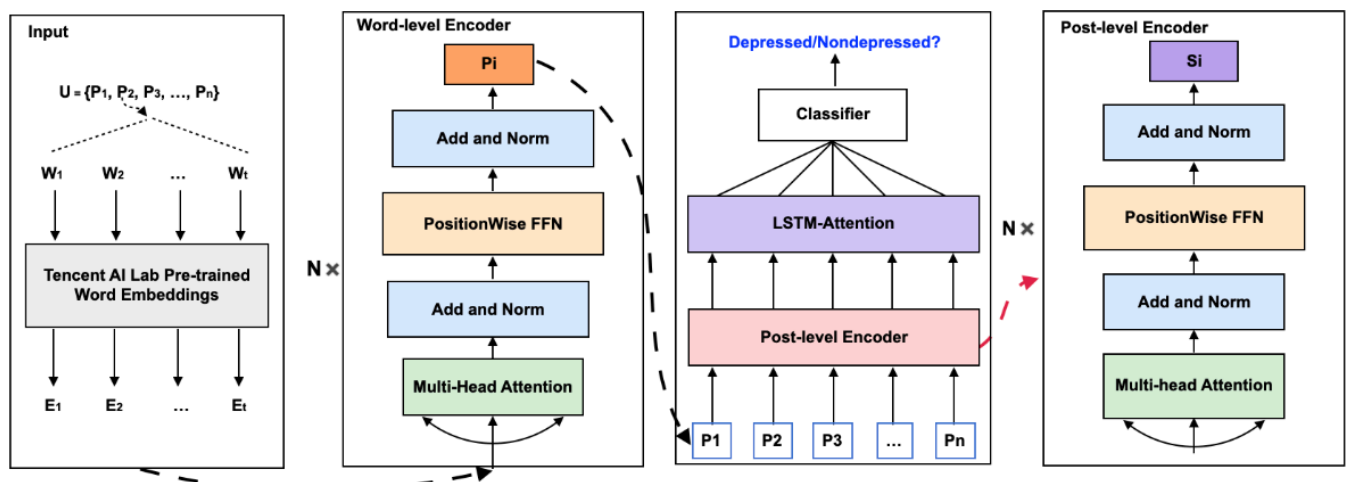 Input
U = {P1, P2, P3, ..., Pn}
W1 W2 ... Wt
Tencent AI Lab Pre-trained
Word Embeddings
E1 E2 ... Et
N ×
Word-level Encoder
Pi
Add and Norm
PositionWise FFN
Add and Norm
Multi-Head Attention
Depressed/Nondepressed?
Classifier
LSTM-Attention
Post-level Encoder
P1 P2 P3 ... Pn
N ×
Post-level Encoder
Si
Add and Norm
PositionWise FFN
Add and Norm
Multi-head Attention